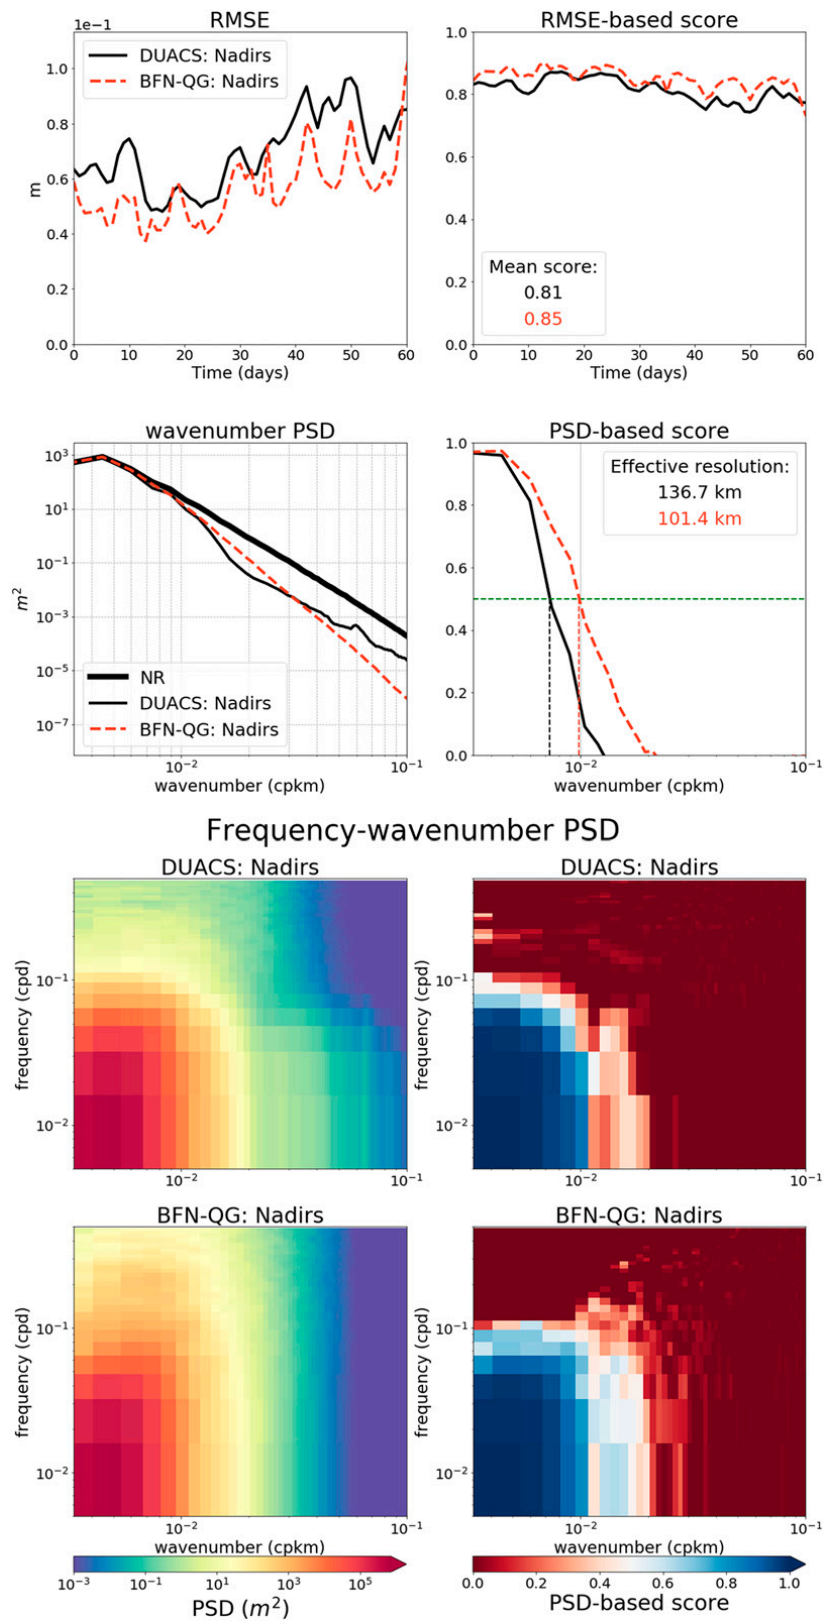 RMSE
1e−1
DUACS: Nadirs
BFN-QG: Nadirs
1.0
0.8
0.6
0.4
0.2
0.0
m
0 10 20 30 40 50 60
Time (days)
RMSE-based score
1.0
0.8
0.6
0.4
0.2
0.0
Mean score:
0.81
0.85
0 10 20 30 40 50 60
Time (days)
wavenumber PSD
10³
10¹
10⁻¹
10⁻³
10⁻⁵
10⁻⁷
m²
NR
DUACS: Nadirs
BFN-QG: Nadirs
10⁻² 10⁻¹
wavenumber (cpkm)
PSD-based score
1.0
0.8
0.6
0.4
0.2
0.0
Effective resolution:
136.7 km
101.4 km
10⁻² 10⁻¹
wavenumber (cpkm)
Frequency-wavenumber PSD
DUACS: Nadirs
frequency (cpd)
10⁻¹
10⁻²
10⁻² 10⁻¹
DUACS: Nadirs
frequency (cpd)
10⁻¹
10⁻²
10⁻² 10⁻¹
BFN-QG: Nadirs
frequency (cpd)
10⁻¹
10⁻²
10⁻² 10⁻¹
wavenumber (cpkm)
BFN-QG: Nadirs
frequency (cpd)
10⁻¹
10⁻²
10⁻² 10⁻¹
wavenumber (cpkm)
10⁻³ 10⁻¹ 10¹ 10³ 10⁵
PSD (m²)
0.0 0.2 0.4 0.6 0.8 1.0
PSD-based score